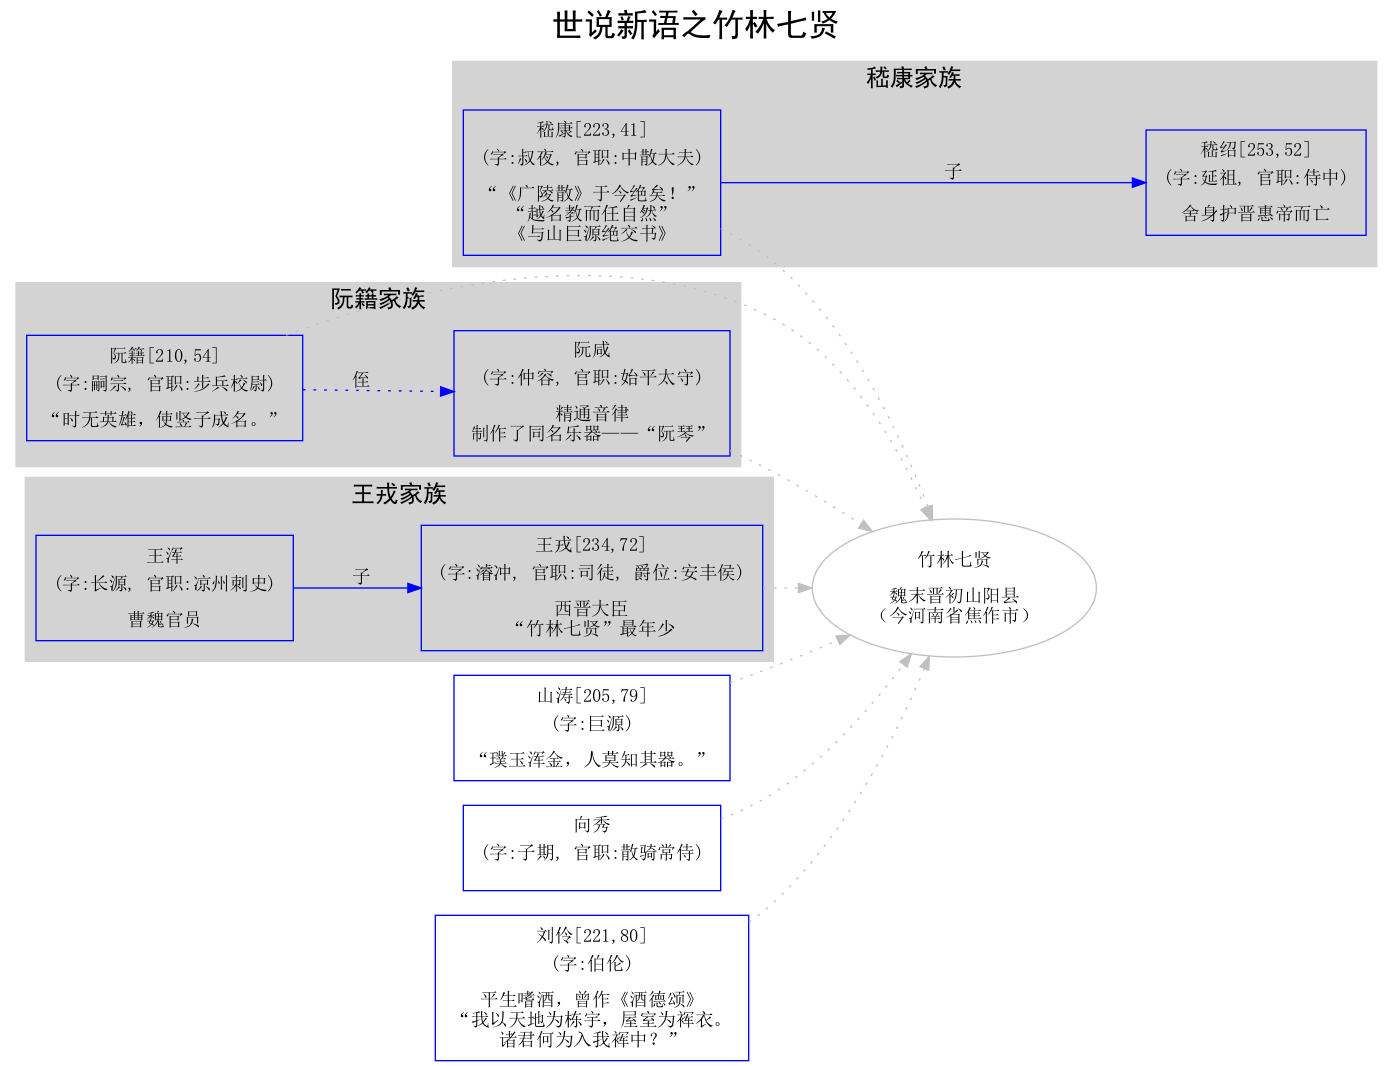 世说新语之竹林七贤
嵇康家族
嵇康[223,41]
(字:叔夜, 官职:中散大夫)
“《广陵散》于今绝矣！”
“越名教而任自然”
《与山巨源绝交书》
子
嵇绍[253,52]
(字:延祖, 官职:侍中)
舍身护晋惠帝而亡
阮籍家族
阮籍[210,54]
(字:嗣宗, 官职:步兵校尉)
“时无英雄，使竖子成名。”
侄
阮咸
(字:仲容, 官职:始平太守)
精通音律
制作了同名乐器——“阮琴”
王戎家族
王浑
(字:长源, 官职:凉州刺史)
曹魏官员
子
王戎[234,72]
(字:濬冲, 官职:司徒, 爵位:安丰侯)
西晋大臣
“竹林七贤”最年少
竹林七贤
魏末晋初山阳县
（今河南省焦作市）
山涛[205,79]
(字:巨源)
“璞玉浑金，人莫知其器。”
向秀
(字:子期, 官职:散骑常侍)
刘伶[221,80]
(字:伯伦)
平生嗜酒，曾作《酒德颂》
“我以天地为栋宇，屋室为裈衣。
诸君何为入我裈中？”